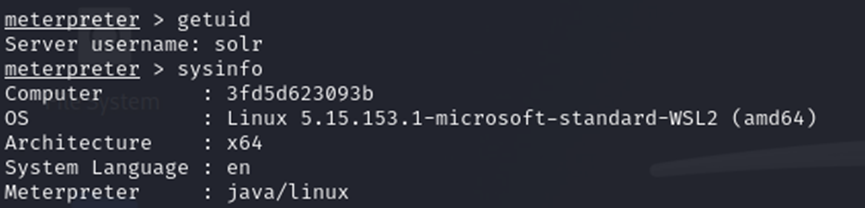 meterpreter > getuid
Server username: solr
meterpreter > sysinfo
Computer        : 3fd5d623093b
OS              : Linux 5.15.153.1-microsoft-standard-WSL2 (amd64)
Architecture    : x64
System Language : en
Meterpreter     : java/linux